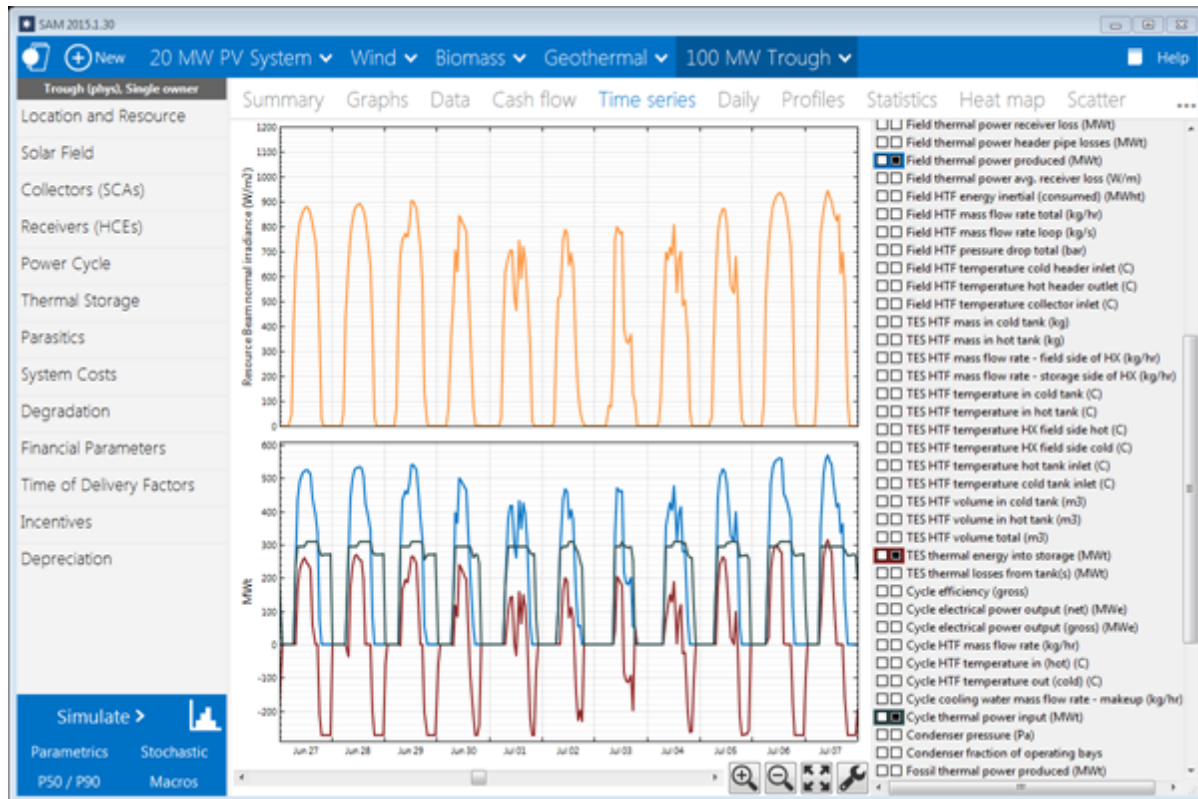 SAM 2015.1.30
New 20 MW PV System Wind Biomass Geothermal 100 MW Trough Help
Trough (phys), Single owner
Location and Resource
Solar Field
Collectors (SCAs)
Receivers (HCEs)
Power Cycle
Thermal Storage
Parasitics
System Costs
Degradation
Financial Parameters
Time of Delivery Factors
Incentives
Depreciation
Simulate >
Parametrics Stochastic
P50 / P90 Macros
Summary Graphs Data Cash flow Time series Daily Profiles Statistics Heat map Scatter ...
Resource Beam normal irradiance (W/m2)
1200
1100
1000
900
800
700
600
500
400
300
200
100
0
MWt
600
500
400
300
200
100
0
-100
-200
Jun 27 Jun 28 Jun 29 Jun 30 Jul 01 Jul 02 Jul 03 Jul 04 Jul 05 Jul 06 Jul 07
Field thermal power receiver loss (MWt)
Field thermal power header pipe losses (MWt)
Field thermal power produced (MWt)
Field thermal power avg. receiver loss (W/m)
Field HTF energy inertial (consumed) (MWht)
Field HTF mass flow rate total (kg/hr)
Field HTF mass flow rate loop (kg/s)
Field HTF pressure drop total (bar)
Field HTF temperature cold header inlet (C)
Field HTF temperature hot header outlet (C)
Field HTF temperature collector inlet (C)
TES HTF mass in cold tank (kg)
TES HTF mass in hot tank (kg)
TES HTF mass flow rate - field side of HX (kg/hr)
TES HTF mass flow rate - storage side of HX (kg/hr)
TES HTF temperature in cold tank (C)
TES HTF temperature in hot tank (C)
TES HTF temperature HX field side hot (C)
TES HTF temperature HX field side cold (C)
TES HTF temperature hot tank inlet (C)
TES HTF temperature cold tank inlet (C)
TES HTF volume in cold tank (m3)
TES HTF volume in hot tank (m3)
TES HTF volume total (m3)
TES thermal energy into storage (MWt)
TES thermal losses from tank(s) (MWt)
Cycle efficiency (gross)
Cycle electrical power output (net) (MWe)
Cycle electrical power output (gross) (MWe)
Cycle HTF mass flow rate (kg/hr)
Cycle HTF temperature in (hot) (C)
Cycle HTF temperature out (cold) (C)
Cycle cooling water mass flow rate - makeup (kg/hr)
Cycle thermal power input (MWt)
Condenser pressure (Pa)
Condenser fraction of operating bays
Fossil thermal power produced (MWt)